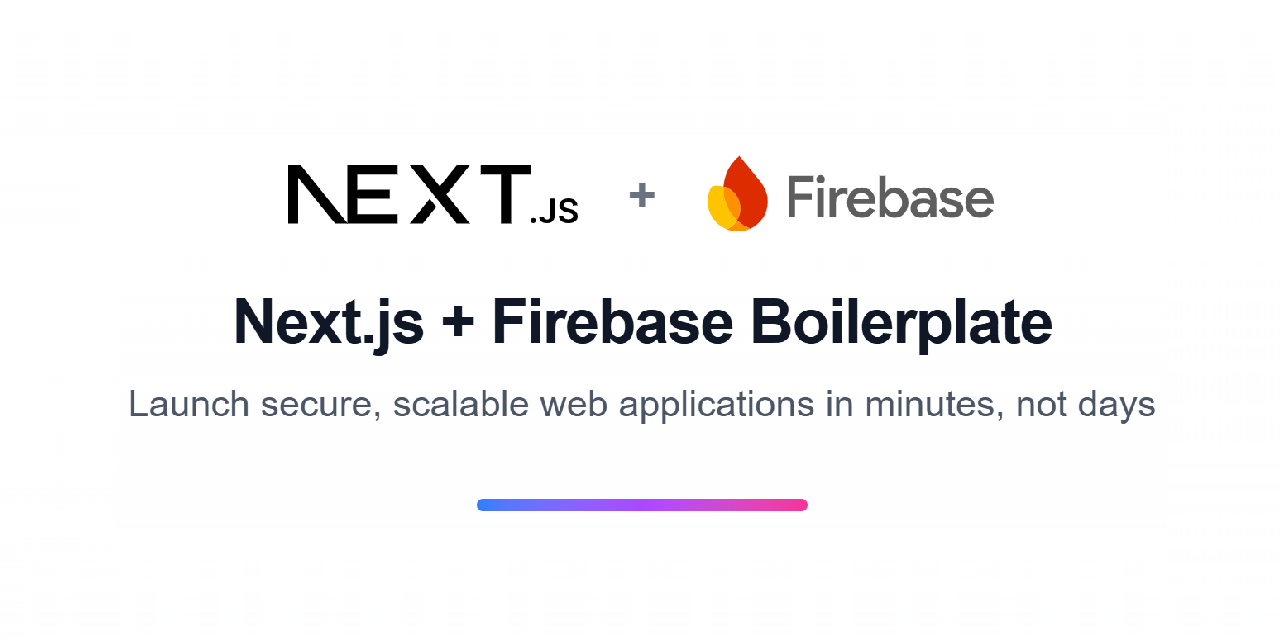 NEXT.JS + Firebase
Next.js + Firebase Boilerplate
Launch secure, scalable web applications in minutes, not days